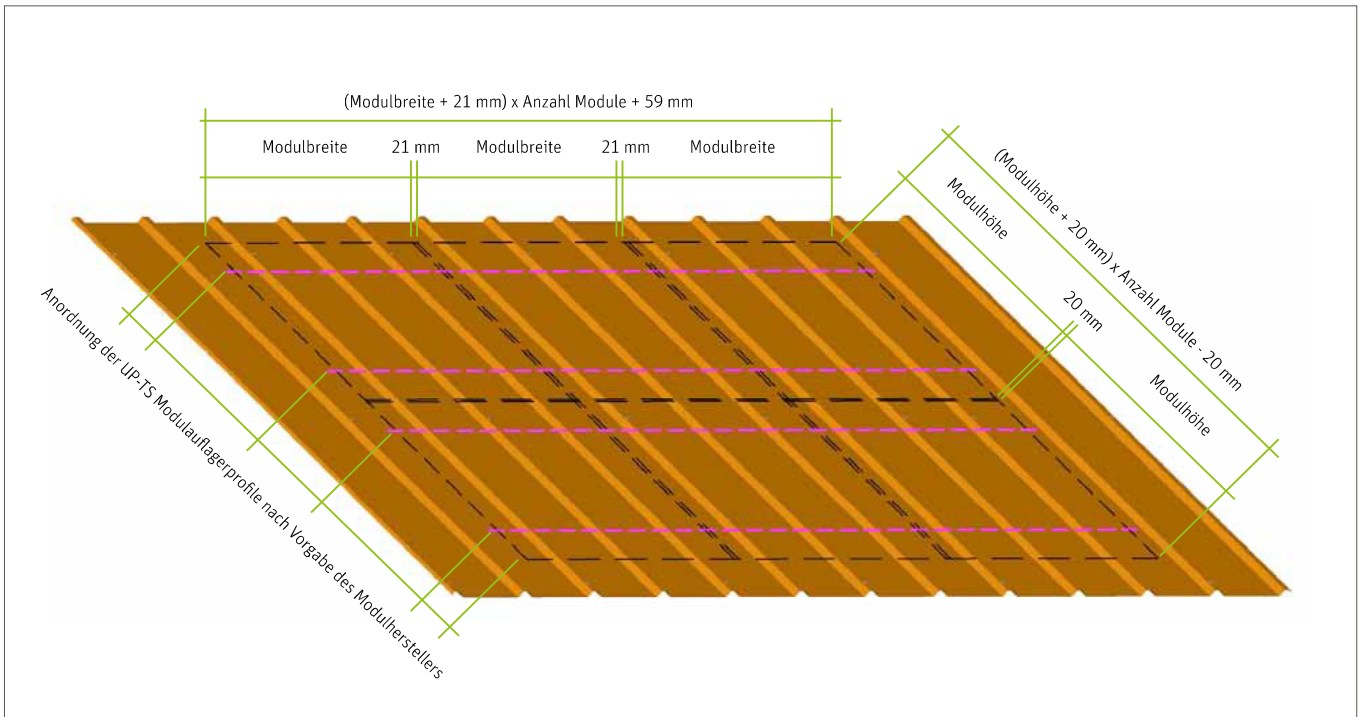 (Modulbreite + 21 mm) x Anzahl Module + 59 mm
Modulbreite 21 mm Modulbreite 21 mm Modulbreite
(Modulhöhe + 20 mm) x Anzahl Module - 20 mm
Modulhöhe
20 mm
Modulhöhe
Anordnung der UP-TS Modulauflagerprofile nach Vorgabe des Modulherstellers